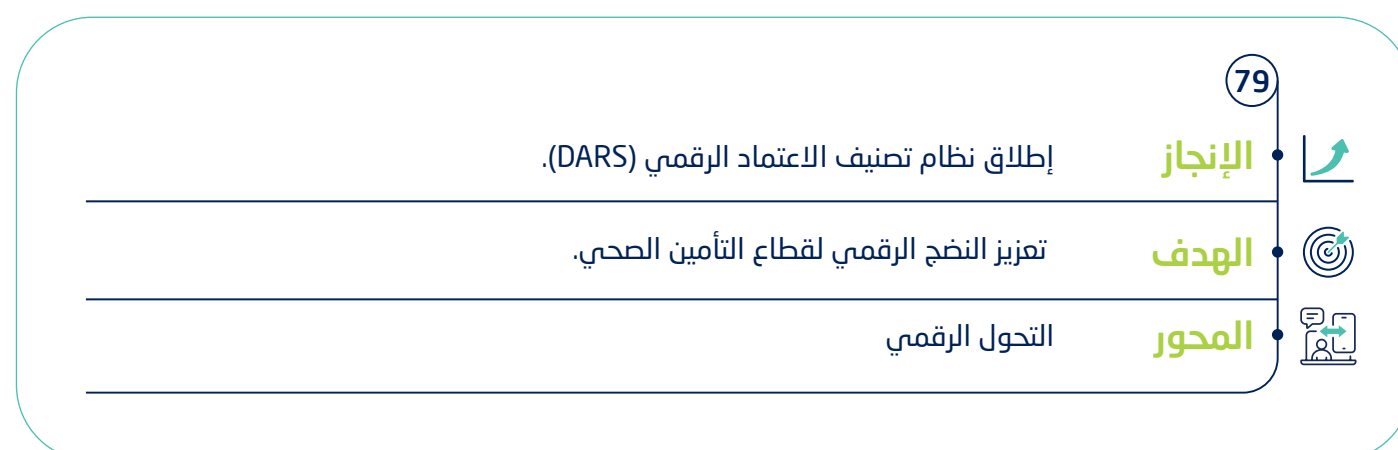 79
الإنجاز إطلاق نظام تصنيف الاعتماد الرقمي (DARS).
الهدف تعزيز النضج الرقمي لقطاع التأمين الصحي.
المحور التحول الرقمي